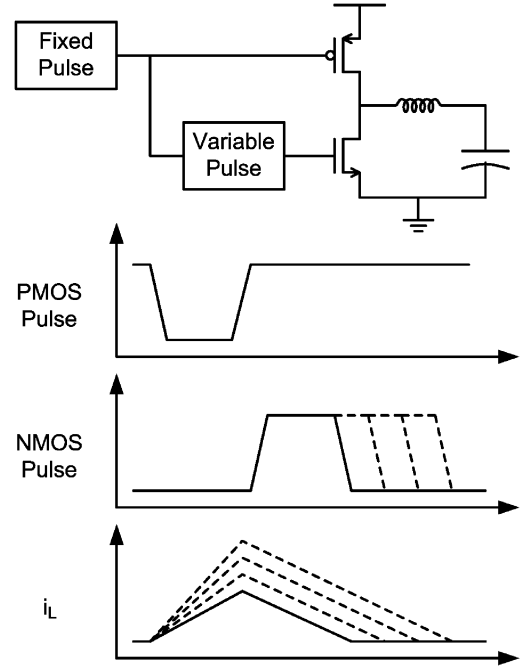 Fixed
Pulse
Variable
Pulse
PMOS
Pulse
NMOS
Pulse
iL